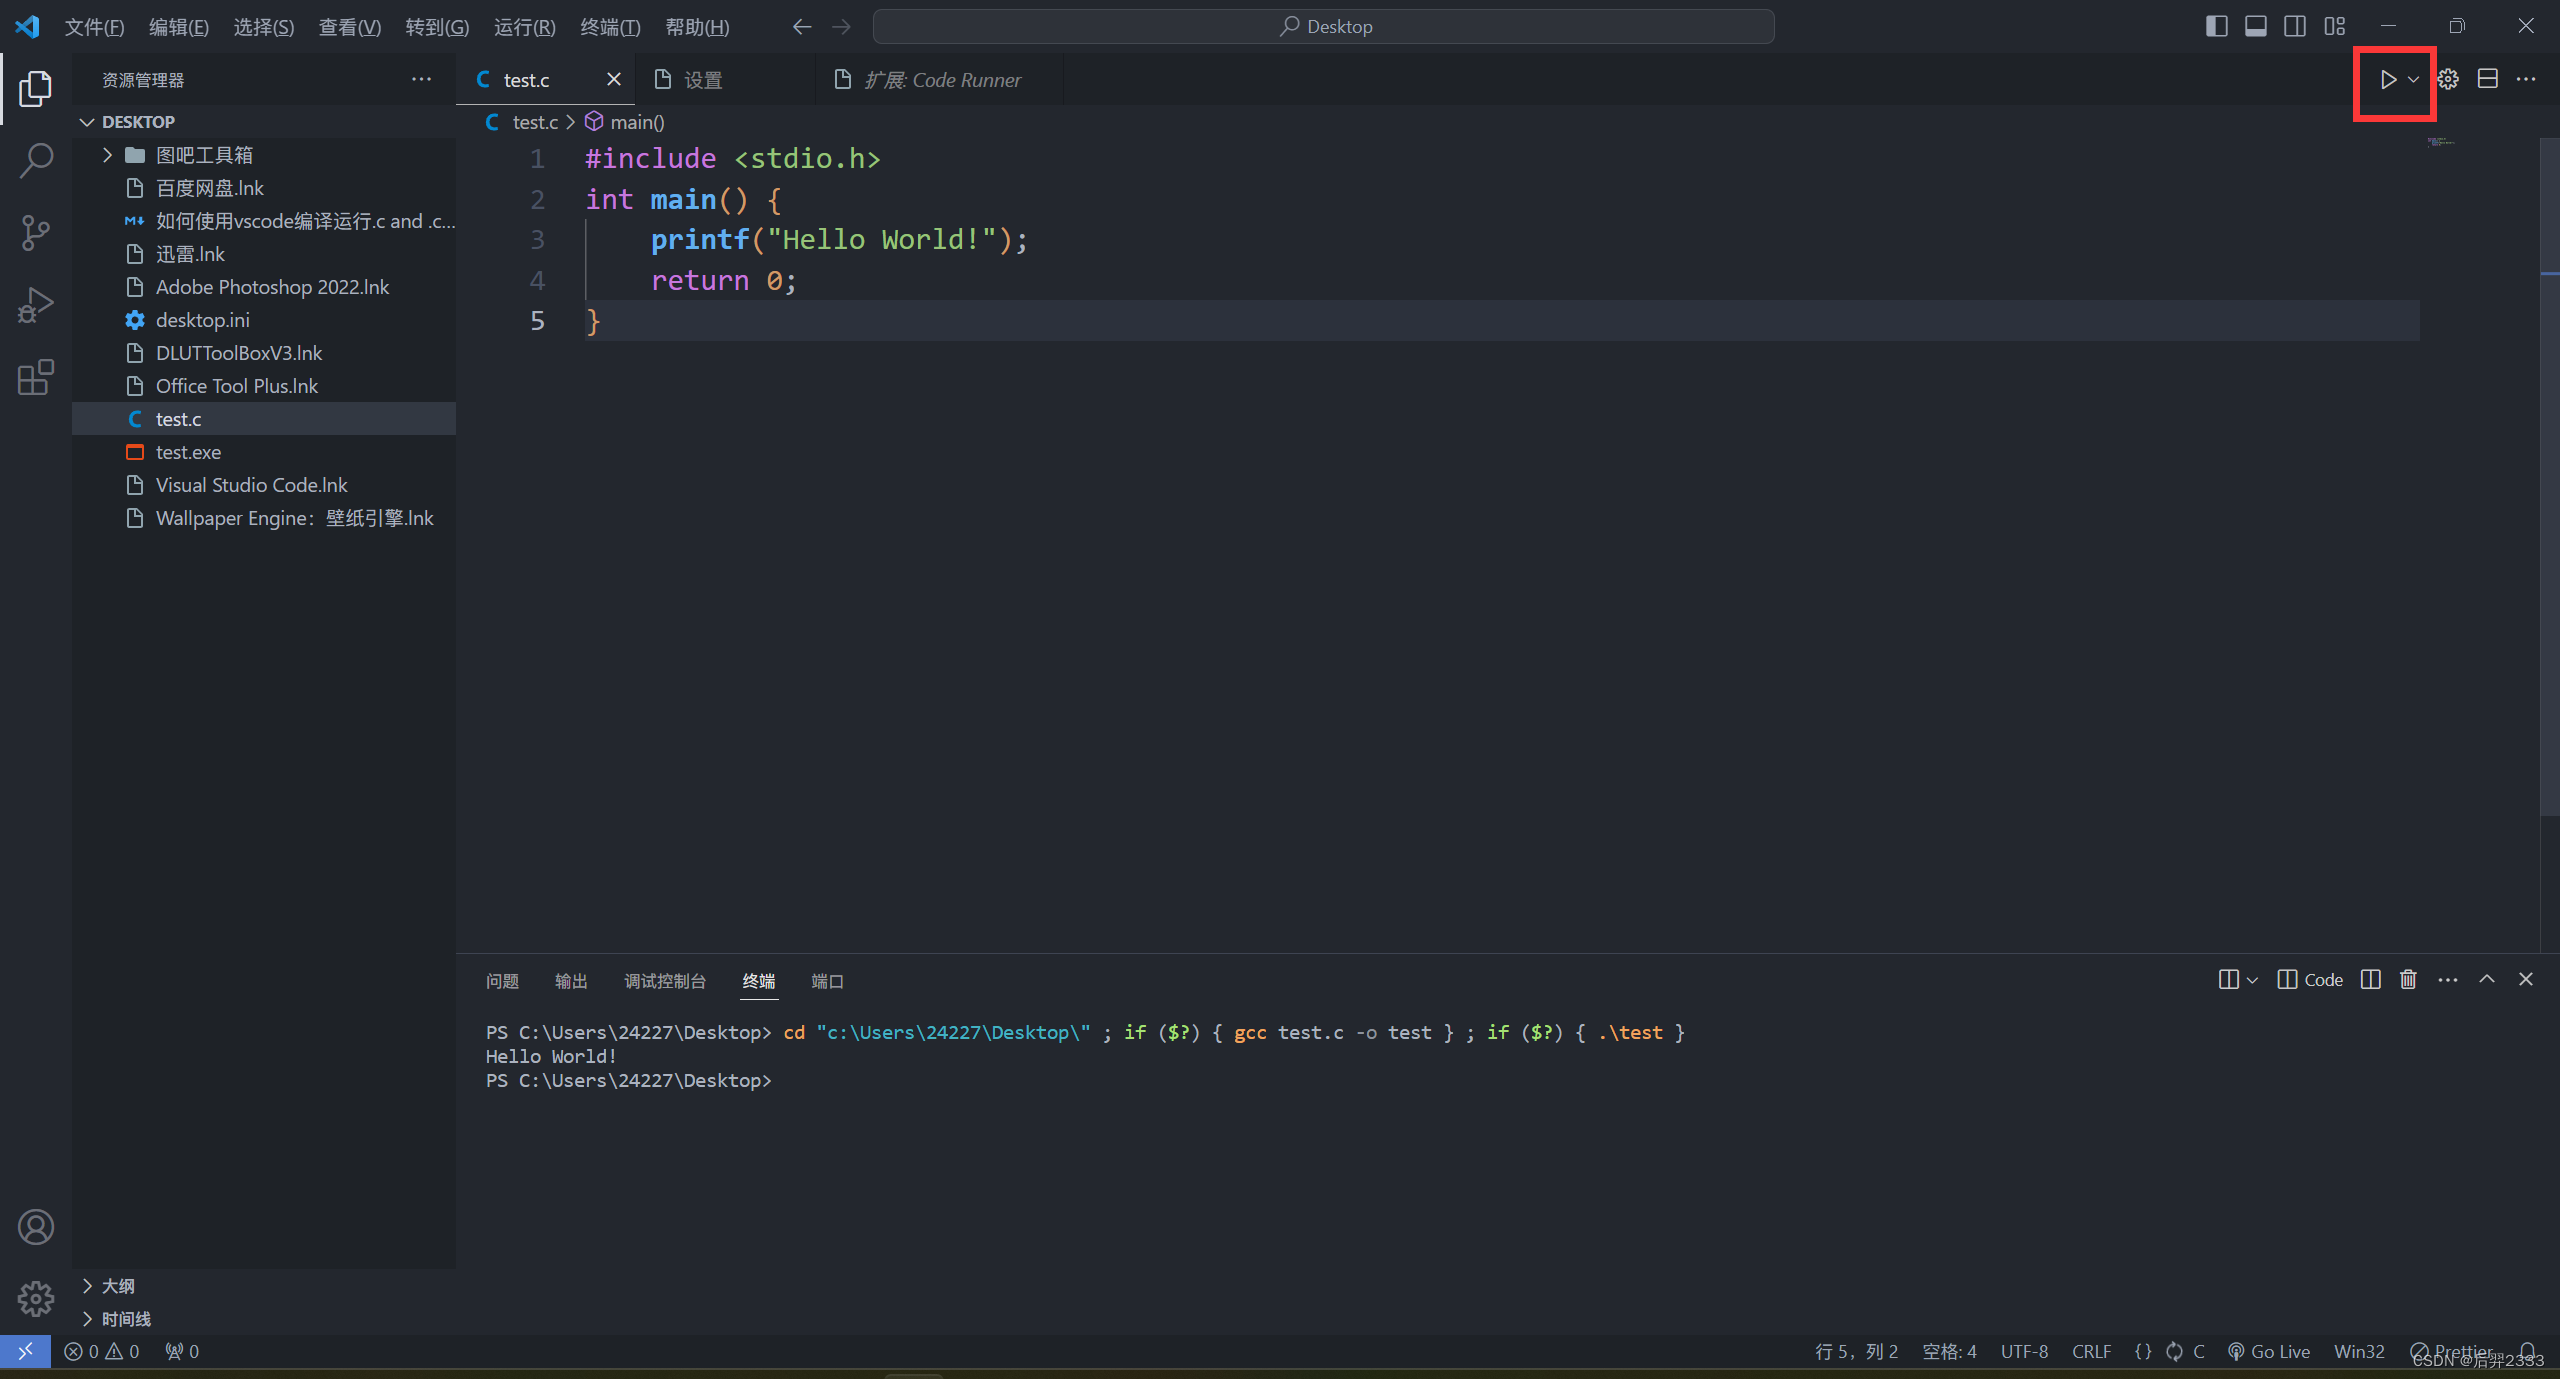 文件(F) 编辑(E) 选择(S) 查看(V) 转到(G) 运行(R) 终端(T) 帮助(H) Desktop
资源管理器
test.c 设置 扩展: Code Runner
DESKTOP
图吧工具箱
百度网盘.lnk
如何使用vscode编译运行.c and .c...
迅雷.lnk
Adobe Photoshop 2022.lnk
desktop.ini
DLUTToolBoxV3.lnk
Office Tool Plus.lnk
test.c
test.exe
Visual Studio Code.lnk
Wallpaper Engine：壁纸引擎.lnk
大纲
时间线
test.c > main()
1 #include <stdio.h>
2 int main() {
3 printf("Hello World!");
4 return 0;
5 }
问题 输出 调试控制台 终端 端口 Code
PS C:\Users\24227\Desktop> cd "c:\Users\24227\Desktop\" ; if ($?) { gcc test.c -o test } ; if ($?) { .\test }
Hello World!
PS C:\Users\24227\Desktop>
0 0 0 行 5，列 2 空格: 4 UTF-8 CRLF {} C Go Live Win32 Prettier
CSDN @后羿2333